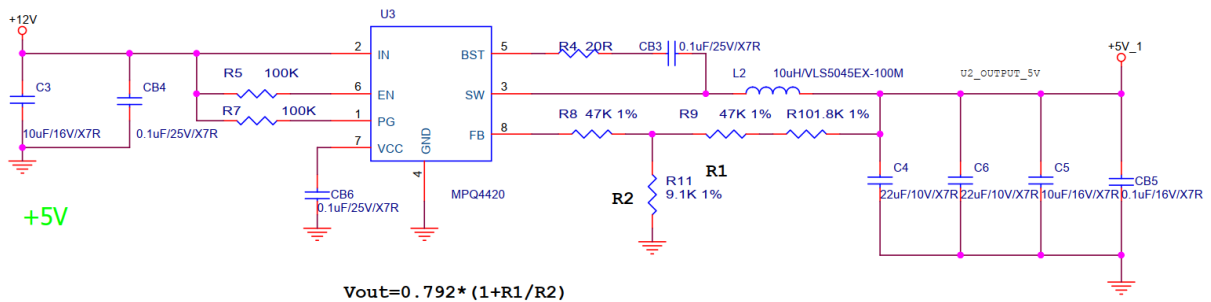 +12V
U3
C3
10uF/16V/X7R
CB4
0.1uF/25V/X7R
R5 100K
R7 100K
2 IN
6 EN
1 PG
7 VCC
GND
4
BST 5
SW 3
FB 8
MPQ4420
CB6
0.1uF/25V/X7R
R4 20R
CB3 0.1uF/25V/X7R
L2 10uH/VLS5045EX-100M
U2_OUTPUT_5V
+5V_1
R8 47K 1%
R9 47K 1%
R101.8K 1%
R1
R2
R11
9.1K 1%
C4
22uF/10V/X7R
C6
22uF/10V/X7R
C5
10uF/16V/X7R
CB5
0.1uF/16V/X7R
+5V
Vout=0.792*(1+R1/R2)